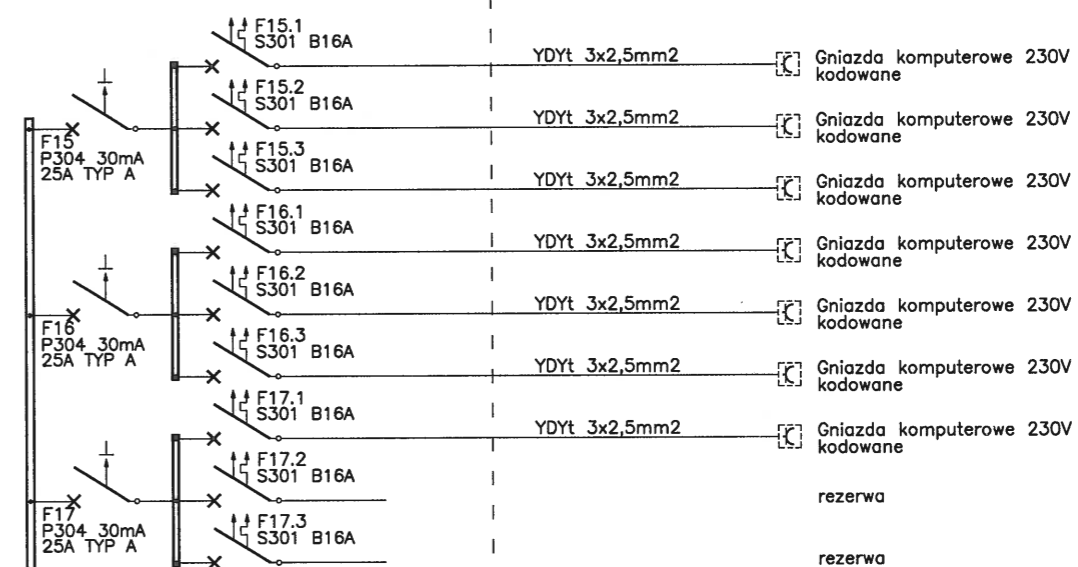 F15.1
S301 B16A
YDYt 3x2,5mm2
Gniazda komputerowe 230V
kodowane
F15.2
S301 B16A
YDYt 3x2,5mm2
Gniazda komputerowe 230V
kodowane
F15
P304 30mA
25A TYP A
F15.3
S301 B16A
YDYt 3x2,5mm2
Gniazda komputerowe 230V
kodowane
F16.1
S301 B16A
YDYt 3x2,5mm2
Gniazda komputerowe 230V
kodowane
F16.2
S301 B16A
YDYt 3x2,5mm2
Gniazda komputerowe 230V
kodowane
F16
P304 30mA
25A TYP A
F16.3
S301 B16A
YDYt 3x2,5mm2
Gniazda komputerowe 230V
kodowane
F17.1
S301 B16A
YDYt 3x2,5mm2
Gniazda komputerowe 230V
kodowane
F17.2
S301 B16A
rezerwa
F17
P304 30mA
25A TYP A
F17.3
S301 B16A
rezerwa